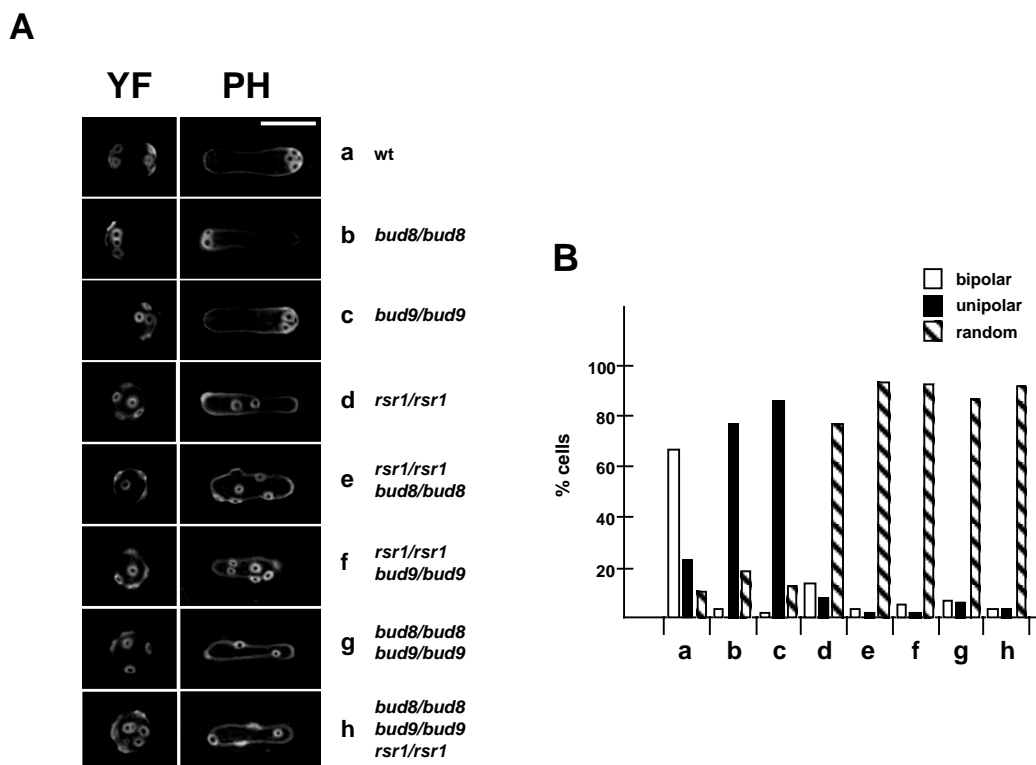 A
YF PH
a wt
b bud8/bud8
c bud9/bud9
d rsr1/rsr1
e rsr1/rsr1
bud8/bud8
f rsr1/rsr1
bud9/bud9
g bud8/bud8
bud9/bud9
h bud8/bud8
bud9/bud9
rsr1/rsr1
B
bipolar
unipolar
random
% cells
100
80
60
40
20
a b c d e f g h